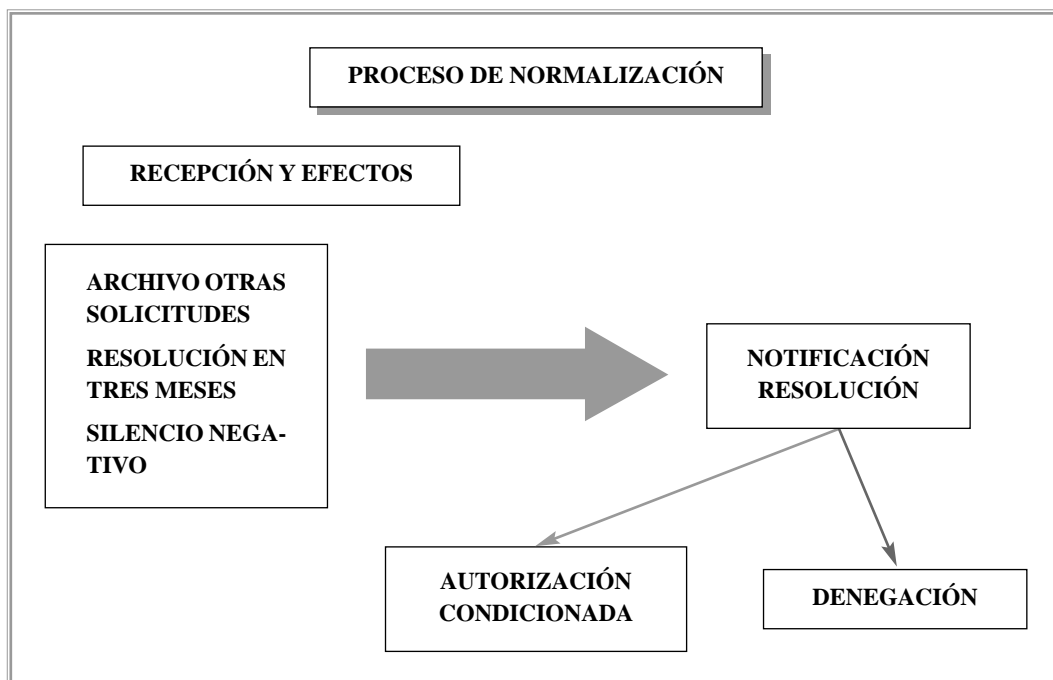 PROCESO DE NORMALIZACIÓN
RECEPCIÓN Y EFECTOS
ARCHIVO OTRAS
SOLICITUDES
RESOLUCIÓN EN
TRES MESES
SILENCIO NEGA-
TIVO
NOTIFICACIÓN
RESOLUCIÓN
AUTORIZACIÓN
CONDICIONADA
DENEGACIÓN